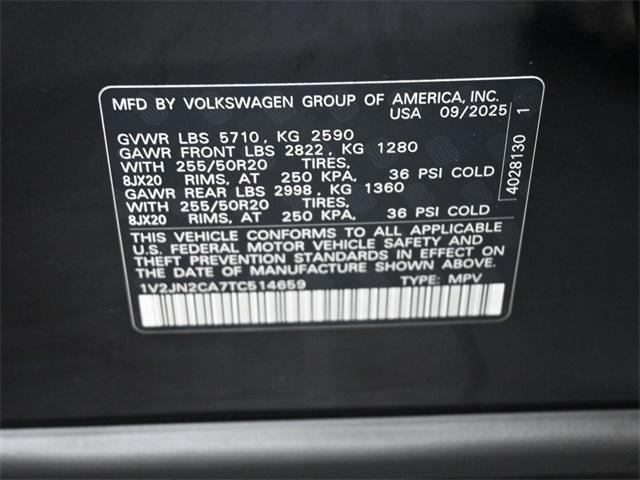 MFD BY VOLKSWAGEN GROUP OF AMERICA, INC.
USA 09/2025
GVWR LBS 5710, KG 2590
GAWR FRONT LBS 2822, KG 1280
WITH 255/50R20 TIRES,
8JX20 RIMS, AT 250 KPA, 36 PSI COLD
GAWR REAR LBS 2998, KG 1360
WITH 255/50R20 TIRES,
8JX20 RIMS, AT 250 KPA, 36 PSI COLD
THIS VEHICLE CONFORMS TO ALL APPLICABLE
U.S. FEDERAL MOTOR VEHICLE SAFETY AND
THEFT PREVENTION STANDARDS IN EFFECT ON
THE DATE OF MANUFACTURE SHOWN ABOVE.
1V2JN2CA7TC514659 TYPE: MPV
4028130 1